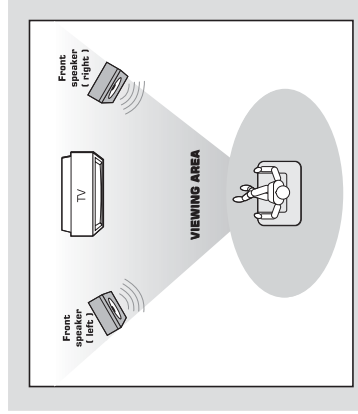 Front
speaker
( left )
TV
Front
speaker
( right )
VIEWING AREA